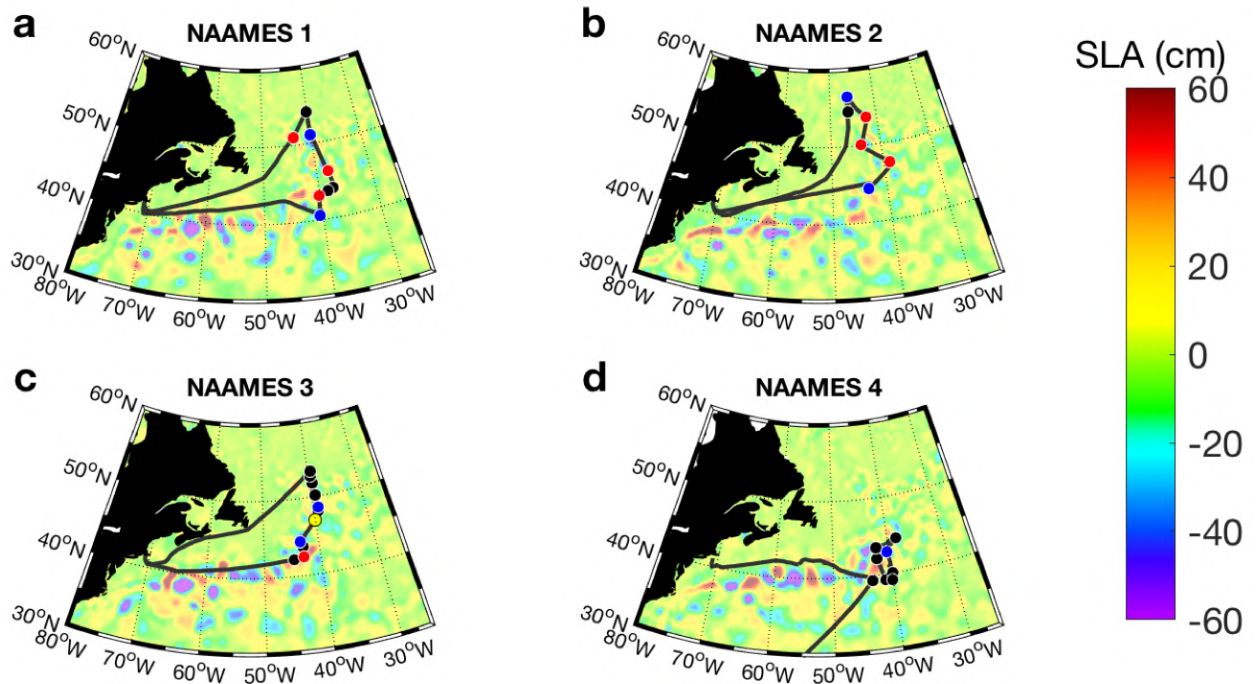 a
NAAMES 1
60°N
50°N
40°N
30°N
80°W
70°W
60°W
50°W
40°W
30°W
b
NAAMES 2
60°N
50°N
40°N
30°N
80°W
70°W
60°W
50°W
40°W
30°W
SLA (cm)
60
40
20
0
-20
-40
-60
c
NAAMES 3
60°N
50°N
40°N
30°N
80°W
70°W
60°W
50°W
40°W
30°W
d
NAAMES 4
60°N
50°N
40°N
30°N
80°W
70°W
60°W
50°W
40°W
30°W